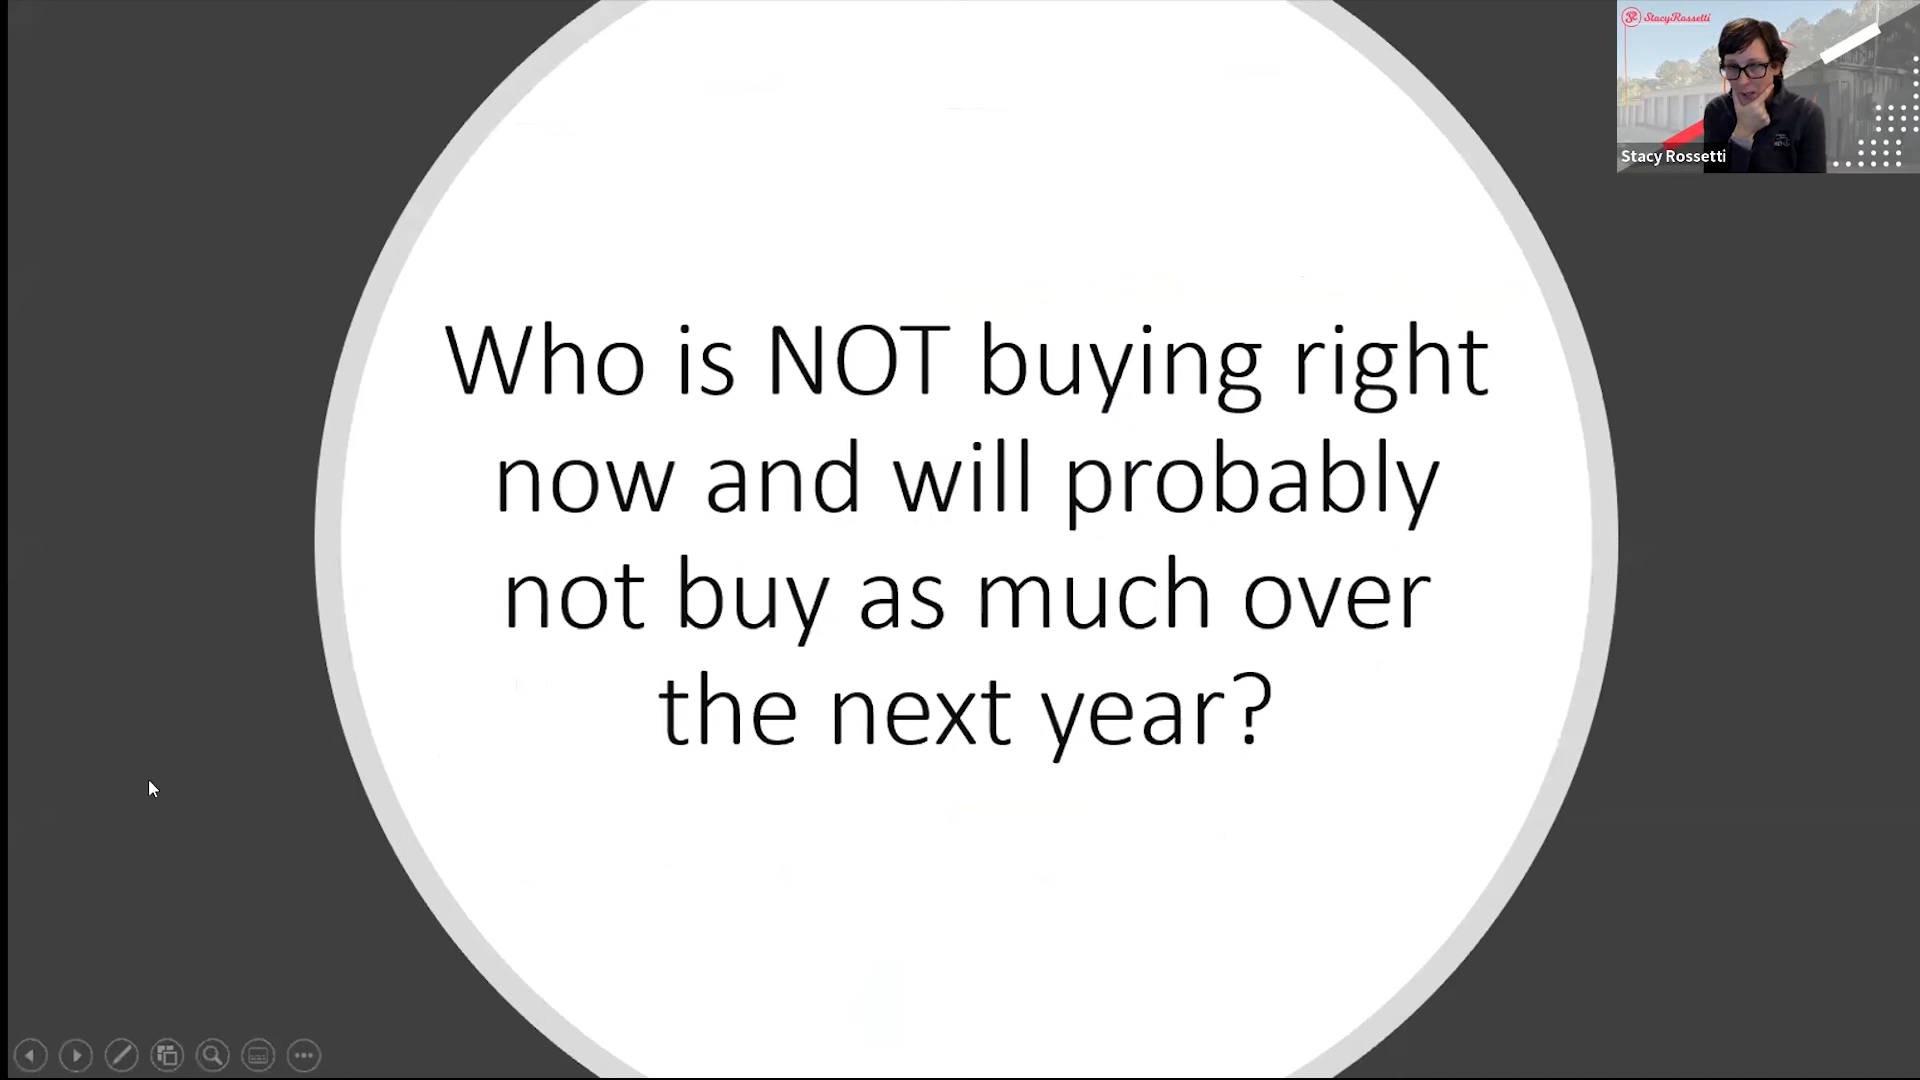 StacyRossetti
Stacy Rossetti
Who is NOT buying right
now and will probably
not buy as much over
the next year?